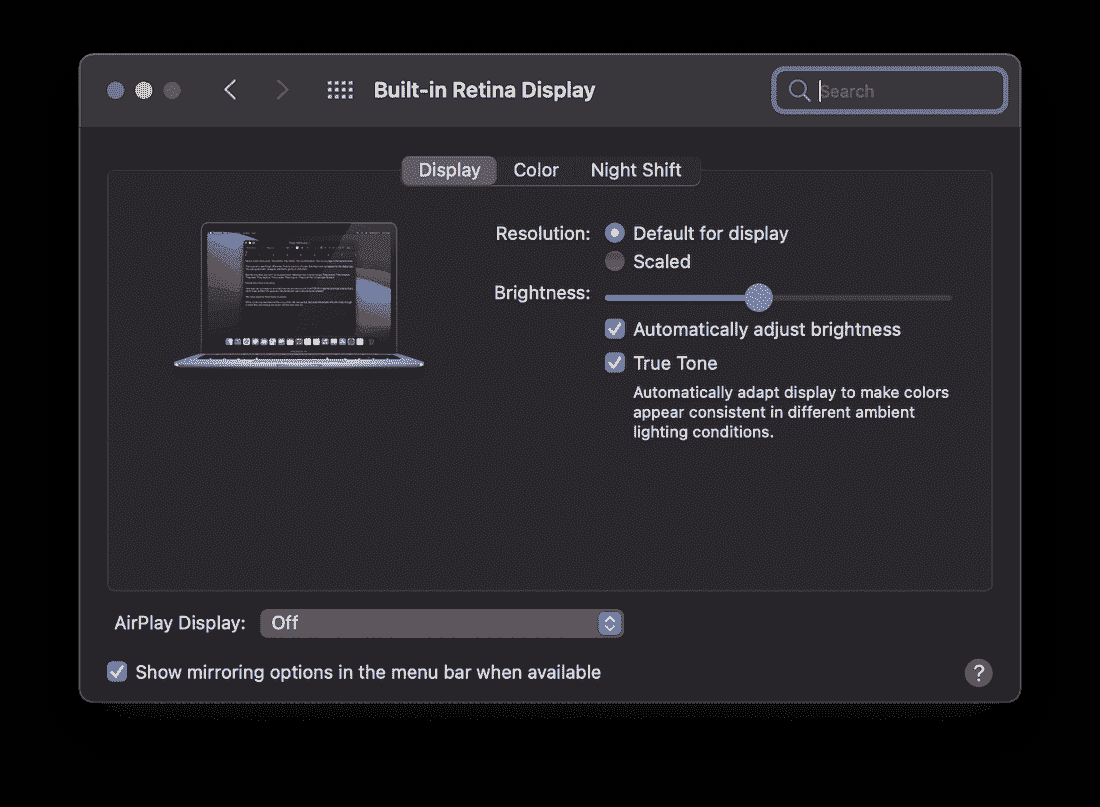 Built-in Retina Display
Search
Display Color Night Shift
Resolution: Default for display
Scaled
Brightness:
Automatically adjust brightness
True Tone
Automatically adapt display to make colors
appear consistent in different ambient
lighting conditions.
AirPlay Display: Off
Show mirroring options in the menu bar when available
?